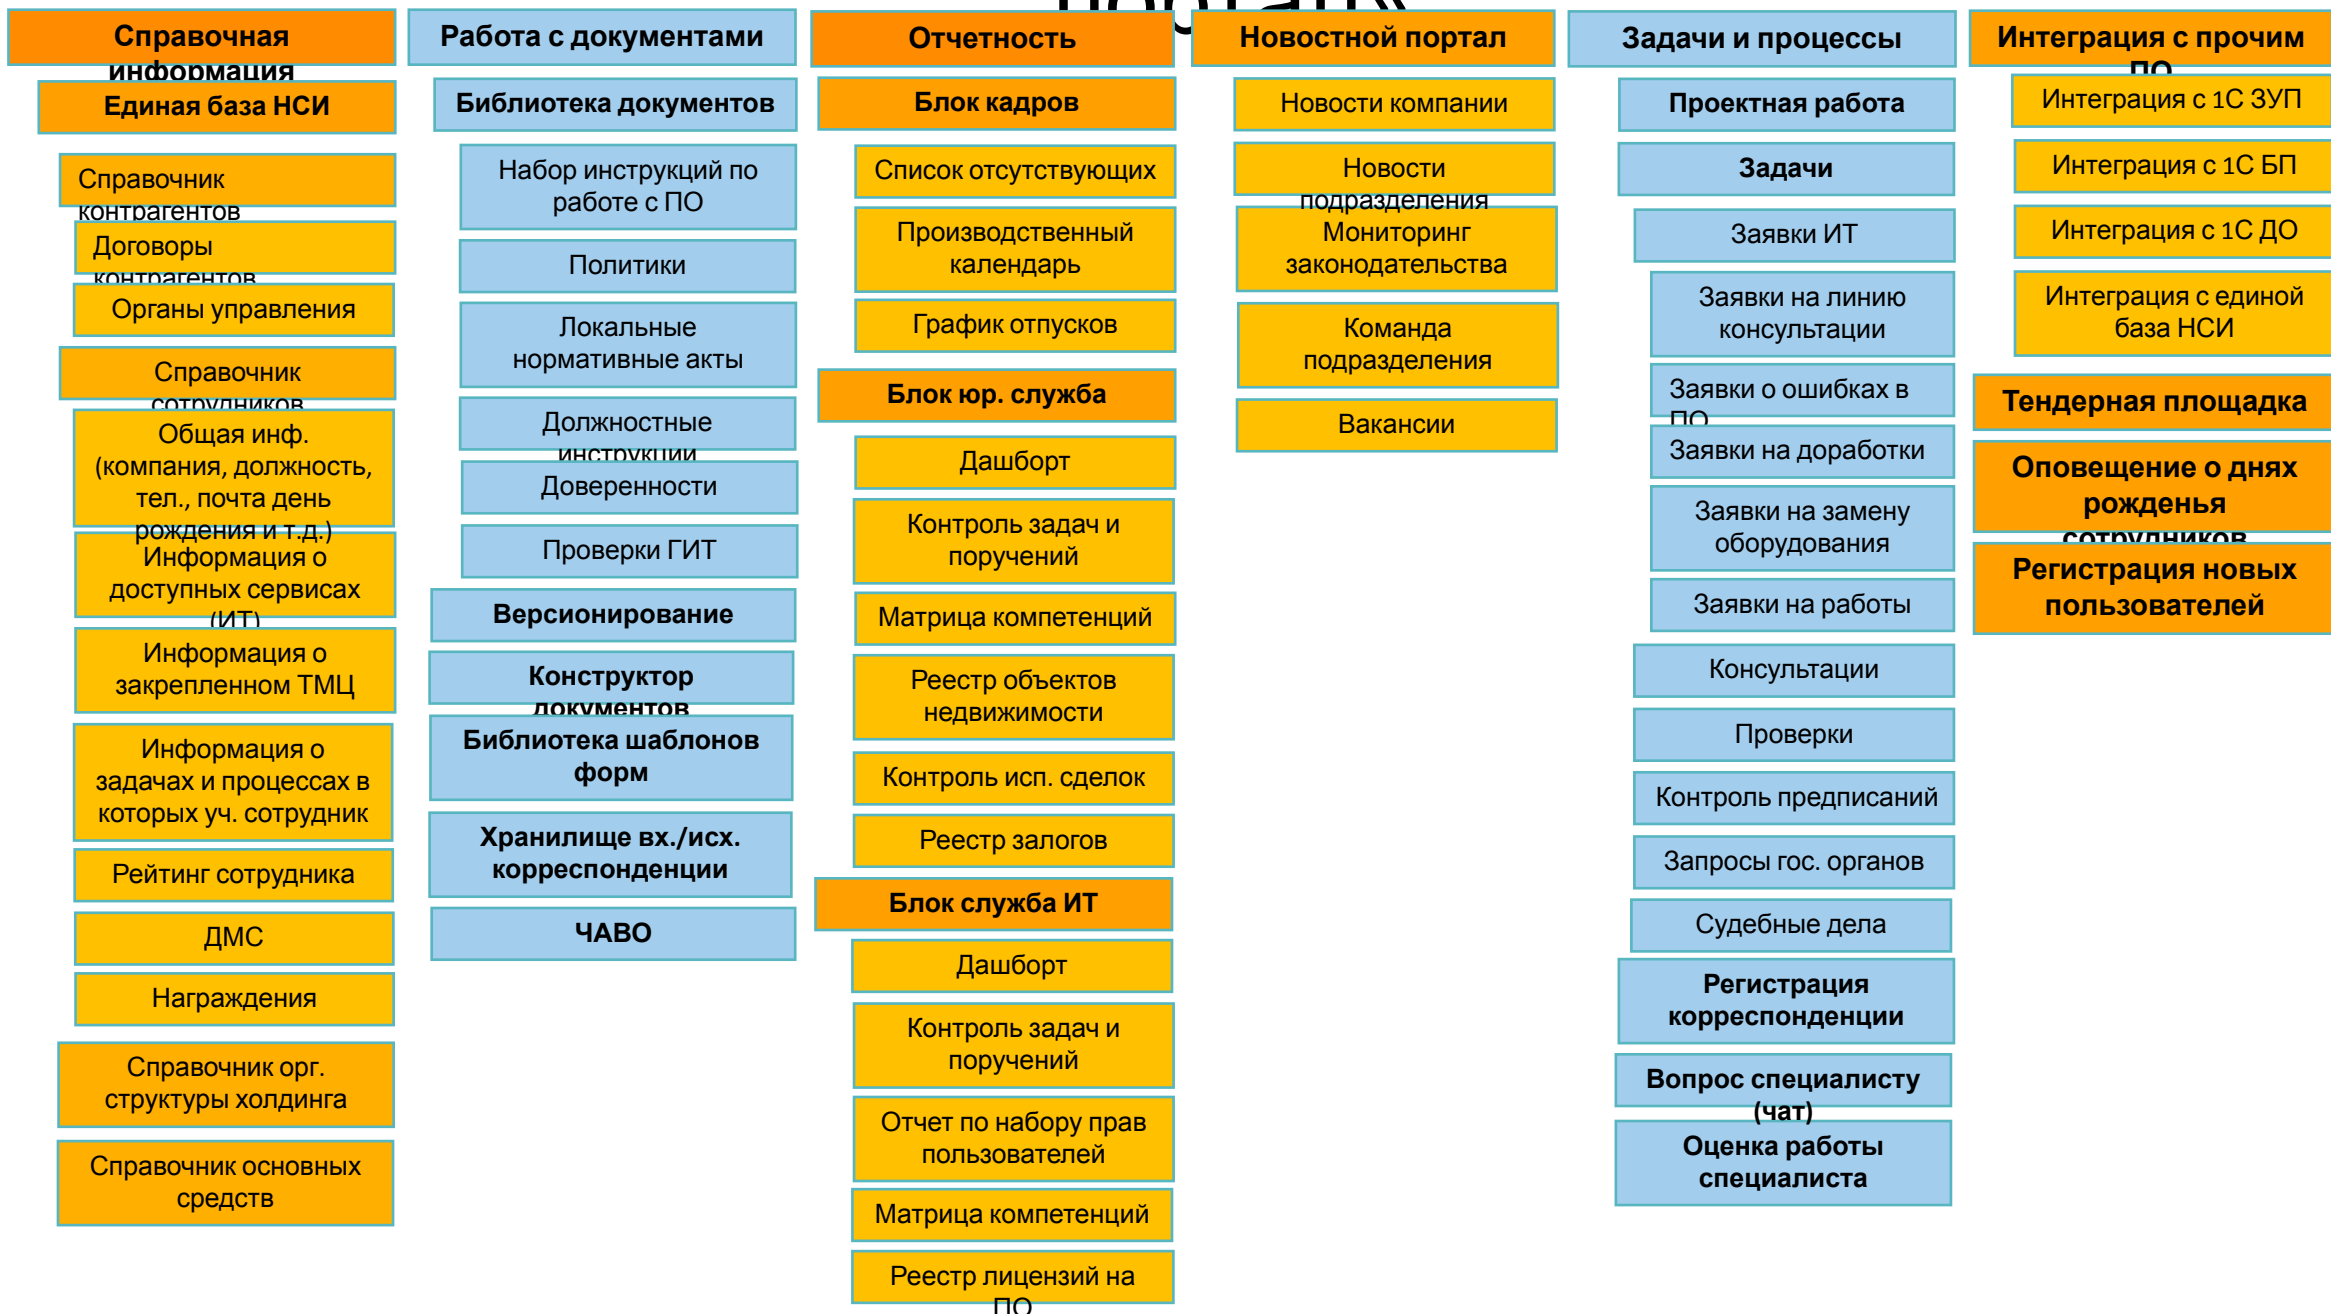 портал«
Справочная
информация
Единая база НСИ
Справочник
контрагентов
Договоры
контрагентов
Органы управления
Справочник
сотрудников
Общая инф.
(компания, должность,
тел., почта день
рождения и т.д.)
Информация о
доступных сервисах
(ИТ)
Информация о
закрепленном ТМЦ
Информация о
задачах и процессах в
которых уч. сотрудник
Рейтинг сотрудника
ДМС
Награждения
Справочник орг.
структуры холдинга
Справочник основных
средств
Работа с документами
Библиотека документов
Набор инструкций по
работе с ПО
Политики
Локальные
нормативные акты
Должностные
инструкции
Доверенности
Проверки ГИТ
Версионирование
Конструктор
документов
Библиотека шаблонов
форм
Хранилище вх./исх.
корреспонденции
ЧАВО
Отчетность
Блок кадров
Список отсутствующих
Производственный
календарь
График отпусков
Блок юр. служба
Дашборт
Контроль задач и
поручений
Матрица компетенций
Реестр объектов
недвижимости
Контроль исп. сделок
Реестр залогов
Блок служба ИТ
Дашборт
Контроль задач и
поручений
Отчет по набору прав
пользователей
Матрица компетенций
Реестр лицензий на
ПО
Новостной портал
Новости компании
Новости
подразделения
Мониторинг
законодательства
Команда
подразделения
Вакансии
Задачи и процессы
Проектная работа
Задачи
Заявки ИТ
Заявки на линию
консультации
Заявки о ошибках в
ПО
Заявки на доработки
Заявки на замену
оборудования
Заявки на работы
Консультации
Проверки
Контроль предписаний
Запросы гос. органов
Судебные дела
Регистрация
корреспонденции
Вопрос специалисту
(чат)
Оценка работы
специалиста
Интеграция с прочим
ПО
Интеграция с 1С ЗУП
Интеграция с 1С БП
Интеграция с 1С ДО
Интеграция с единой
база НСИ
Тендерная площадка
Оповещение о днях
рожденья
сотрудников
Регистрация новых
пользователей